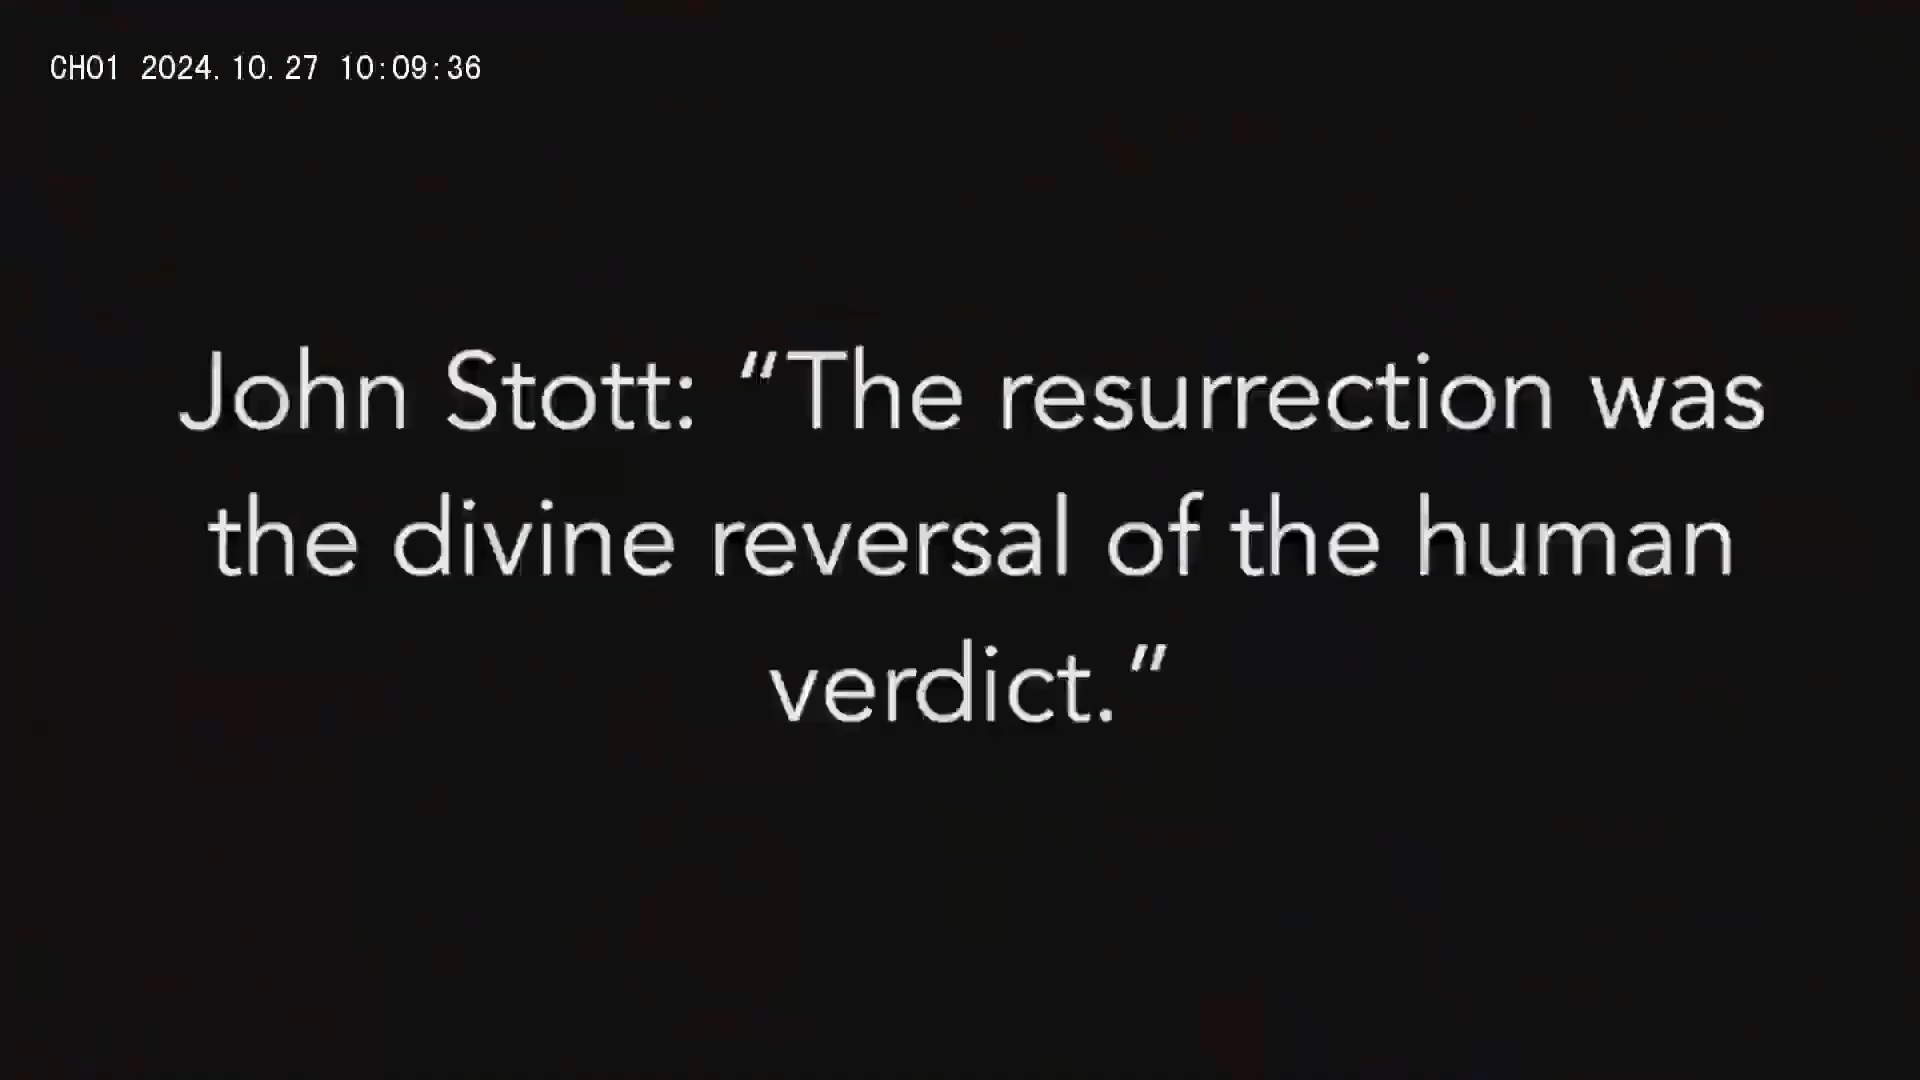 CH01 2024.10.27 10:09:36
John Stott: “The resurrection was
the divine reversal of the human
verdict.”